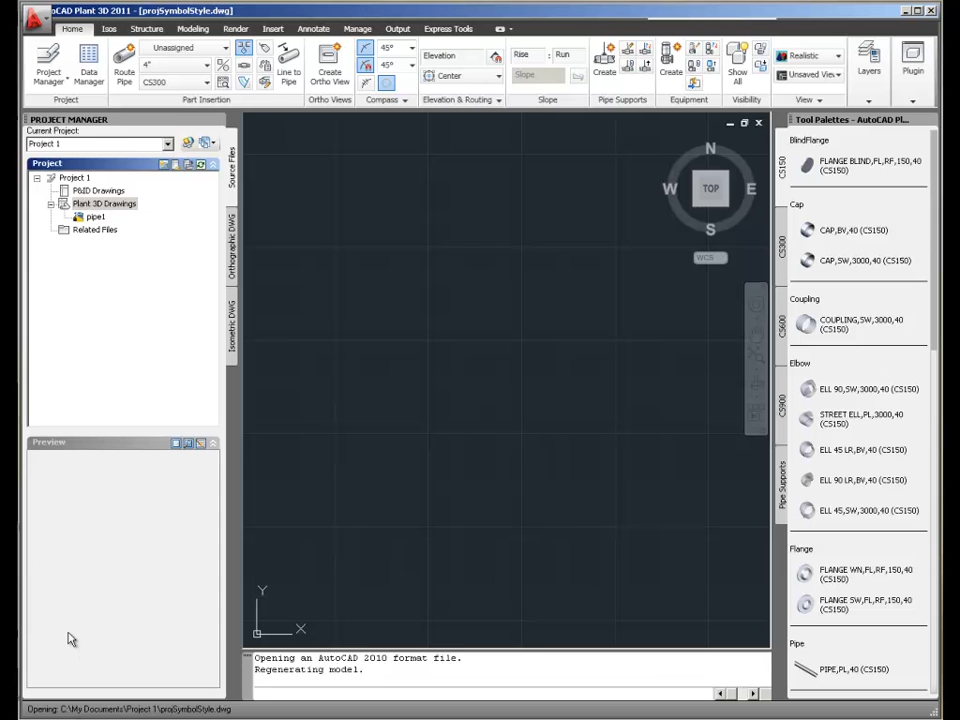 oCAD Plant 3D 2011 - [projSymbolStyle.dwg]
Home Isos Structure Modeling Render Insert Annotate Manage Output Express Tools
Project Manager
Data Manager
Route Pipe
Unassigned
4"
CS300
Line to Pipe
Create Ortho View
45°
45°
Elevation
Center
Rise : Run
Slope
Create
Create
Show All
Realistic
Unsaved Viev
Layers
Plugin
Project Part Insertion Ortho Views Compass Elevation & Routing Slope Pipe Supports Equipment Visibility View
PROJECT MANAGER
Current Project:
Project 1
Project
Project 1
P&ID Drawings
Plant 3D Drawings
pipe1
Related Files
Source Files
Orthographic DWG
Isometric DWG
Preview
N
W TOP E
S
WCS
Y
X
Opening an AutoCAD 2010 format file.
Regenerating model.
Tool Palettes - AutoCAD Pl...
CS150
CS300
CS600
CS900
Pipe Supports
BlindFlange
FLANGE BLIND,FL,RF,150,40
(CS150)
Cap
CAP,BV,40 (CS150)
CAP,SW,3000,40 (CS150)
Coupling
COUPLING,SW,3000,40
(CS150)
Elbow
ELL 90,SW,3000,40 (CS150)
STREET ELL,PL,3000,40
(CS150)
ELL 45 LR,BV,40 (CS150)
ELL 90 LR,BV,40 (CS150)
ELL 45,SW,3000,40 (CS150)
Flange
FLANGE WN,FL,RF,150,40
(CS150)
FLANGE SW,FL,RF,150,40
(CS150)
Pipe
PIPE,PL,40 (CS150)
Opening: C:\My Documents\Project 1\projSymbolStyle.dwg